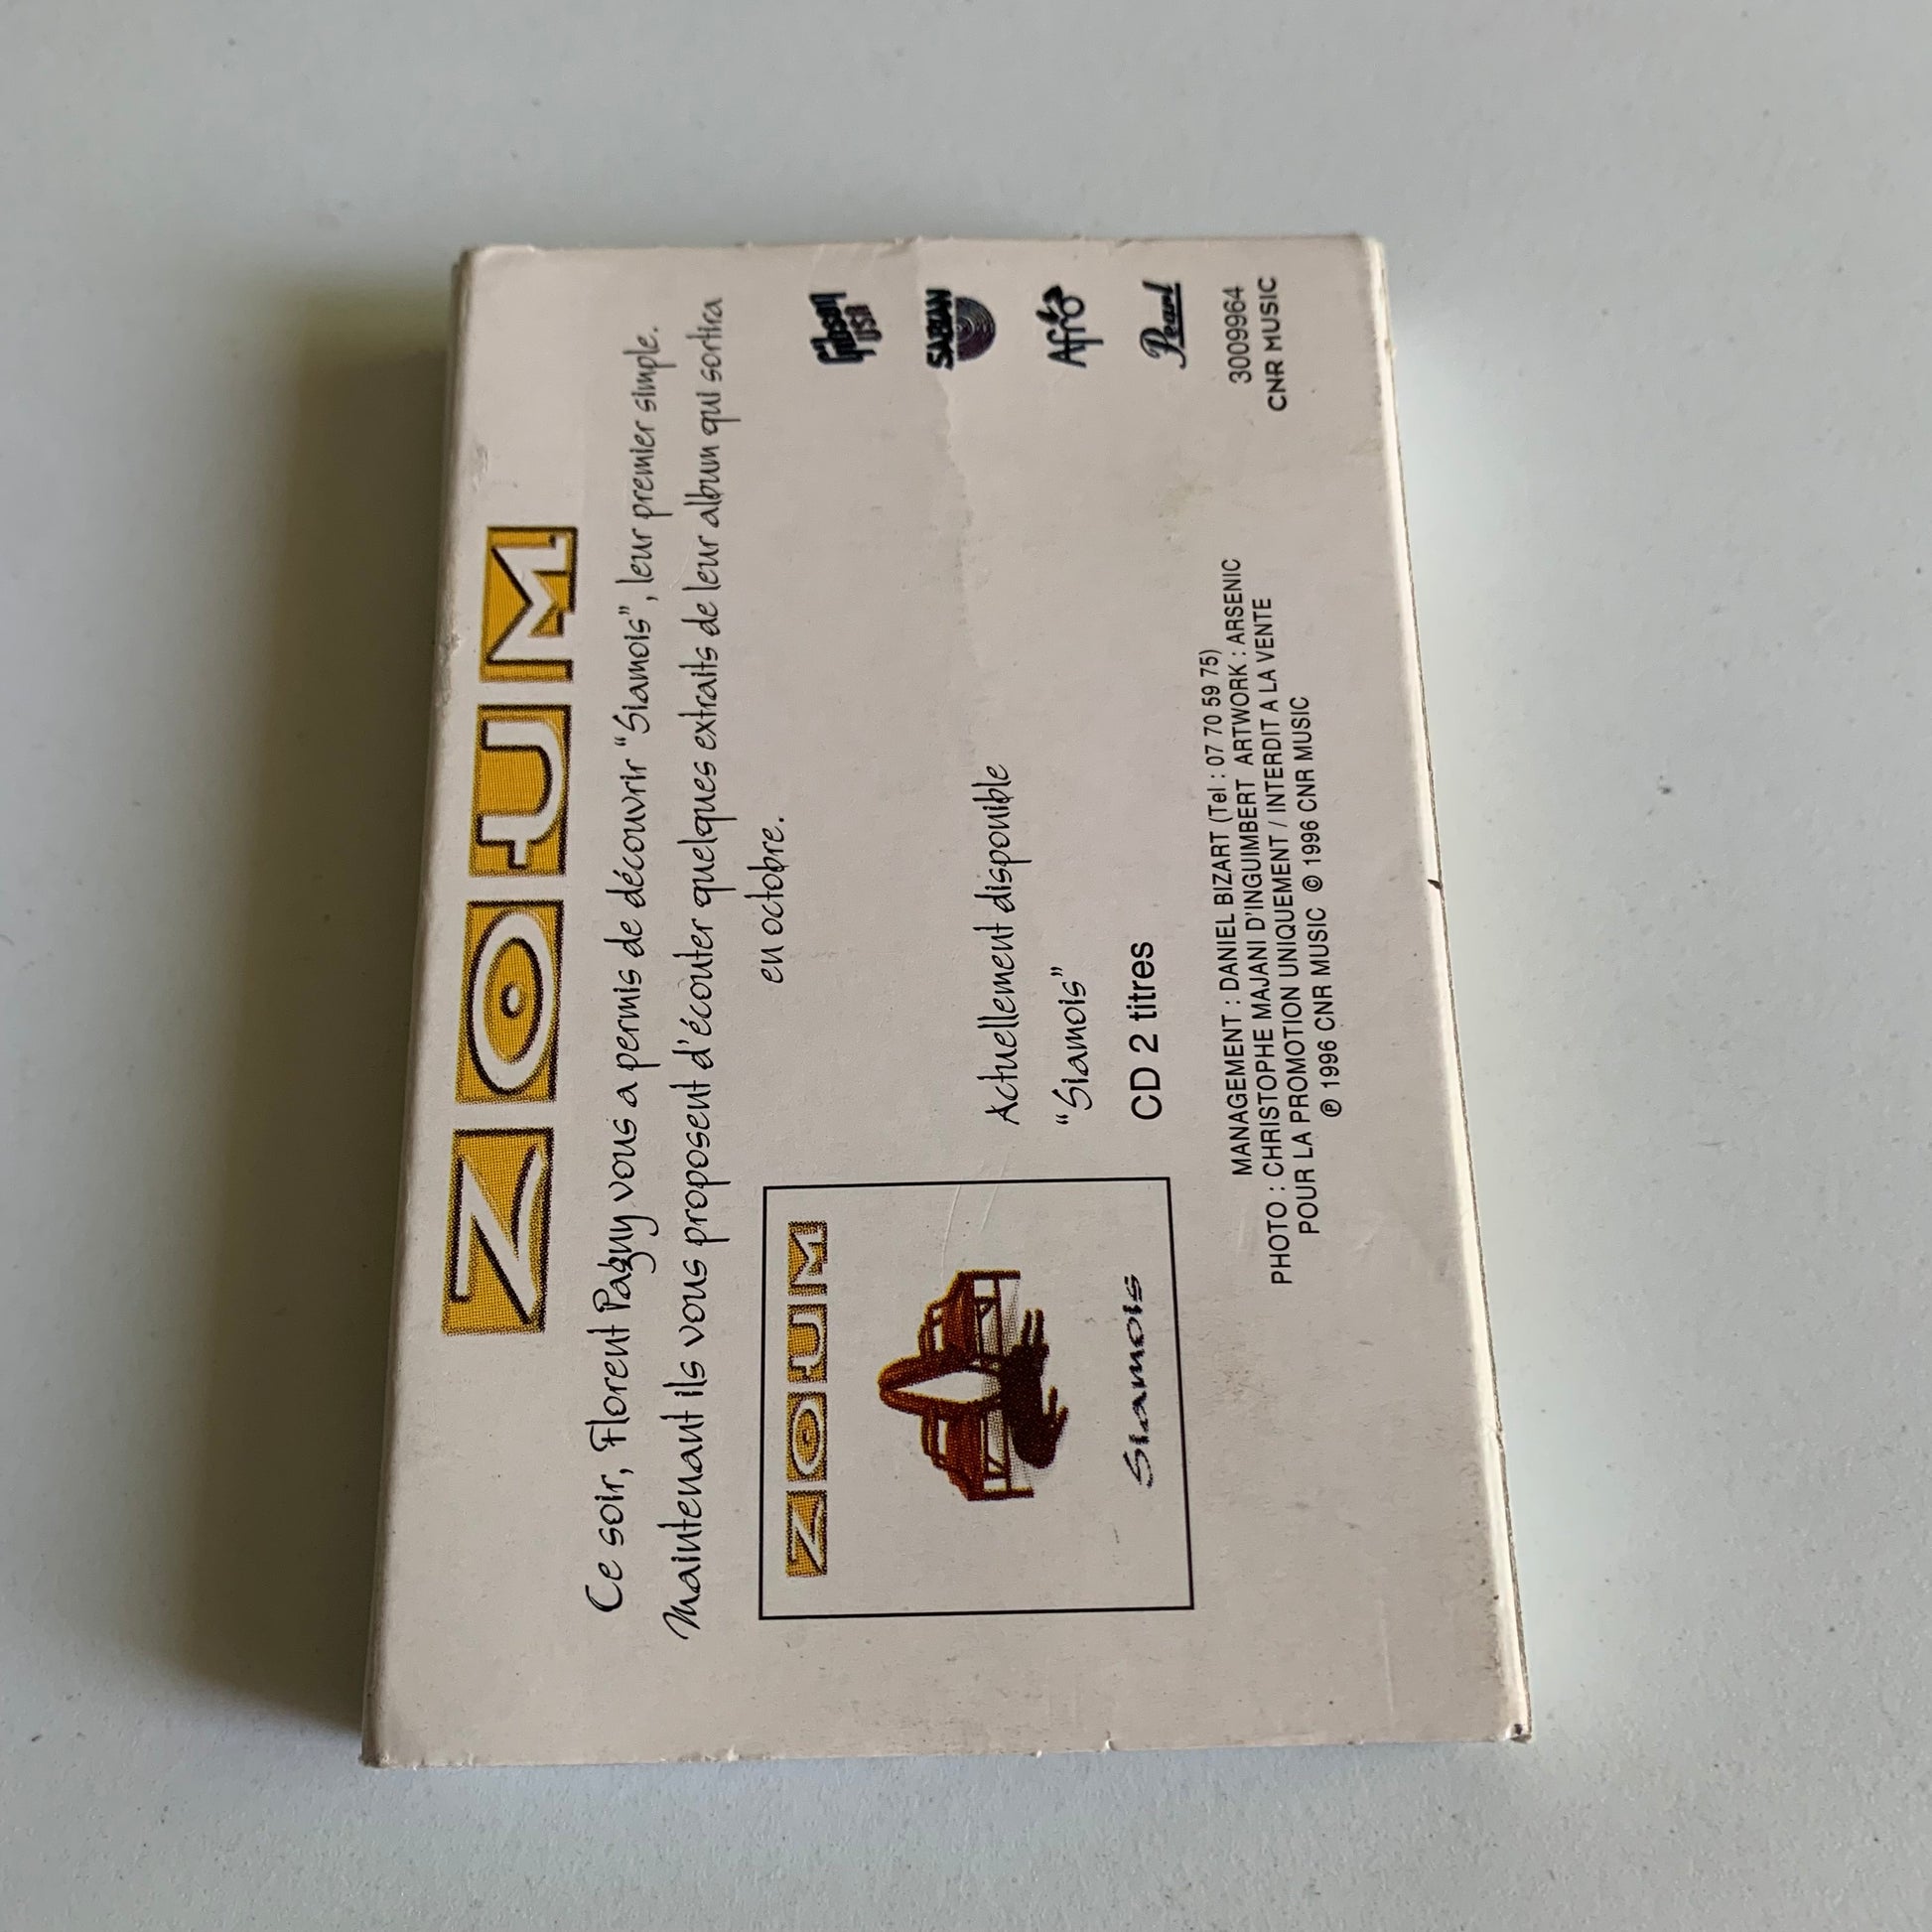 ZOUM
Ce soir, Florent Pagny vous a permis de découvrir "Siamois", leur premier simple.
Maintenant ils vous proposent d'écouter quelques extraits de leur album qui sortira
en octobre.
ZOUM
Siamois
Actuellement disponible
"Siamois"
CD 2 titres
Gibson
USA
SABIAN
Afro
Pearl
3009964
CNR MUSIC
MANAGEMENT : DANIEL BIZART (Tel : 07 70 59 75)
PHOTO : CHRISTOPHE MAJANI D'INGUIMBERT ARTWORK : ARSENIC
POUR LA PROMOTION UNIQUEMENT / INTERDIT A LA VENTE
℗ 1996 CNR MUSIC © 1996 CNR MUSIC